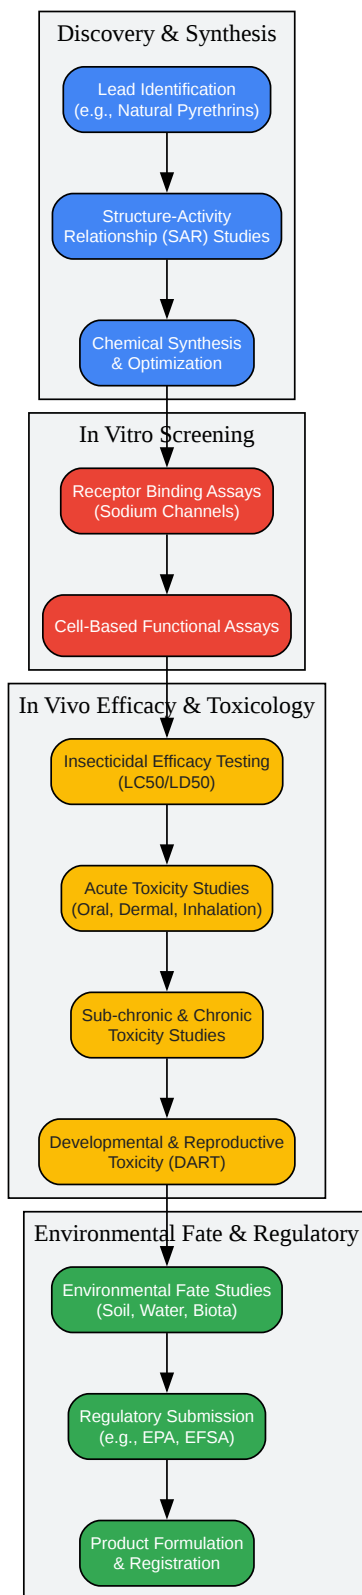 Discovery & Synthesis
Lead Identification
(e.g., Natural Pyrethrins)
Structure-Activity
Relationship (SAR) Studies
Chemical Synthesis
& Optimization
In Vitro Screening
Receptor Binding Assays
(Sodium Channels)
Cell-Based Functional Assays
In Vivo Efficacy & Toxicology
Insecticidal Efficacy Testing
(LC50/LD50)
Acute Toxicity Studies
(Oral, Dermal, Inhalation)
Sub-chronic & Chronic
Toxicity Studies
Developmental & Reproductive
Toxicity (DART)
Environmental Fate & Regulatory
Environmental Fate Studies
(Soil, Water, Biota)
Regulatory Submission
(e.g., EPA, EFSA)
Product Formulation
& Registration